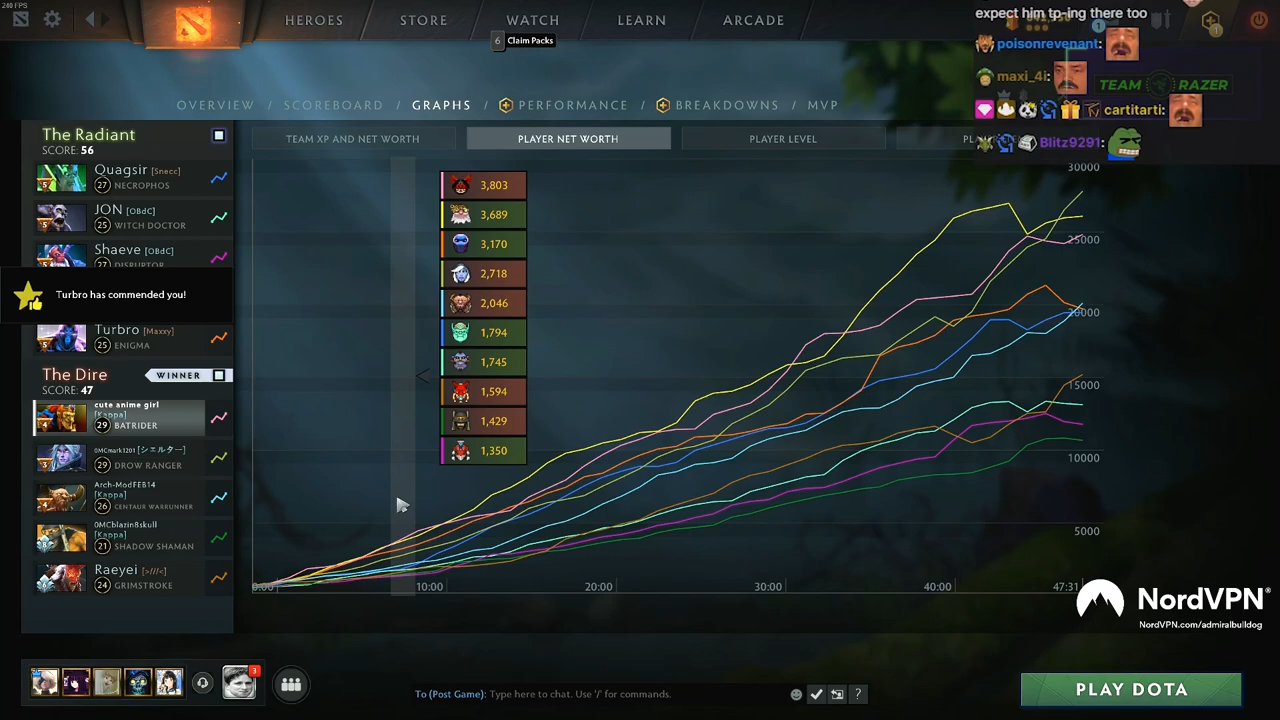 240 FPS
HEROES
STORE
WATCH
LEARN
ARCADE
6 Claim Packs
expect him tp-ing there too
poisonrevenant:
maxi_4i:
TEAM RAZER
cartitarti:
Blitz9291:
OVERVIEW / SCOREBOARD / GRAPHS / PERFORMANCE / BREAKDOWNS / MVP
TEAM XP AND NET WORTH
PLAYER NET WORTH
PLAYER LEVEL
The Radiant
SCORE: 56
Quagsir [Snecc]
27 NECROPHOS
JON [OBdC]
25 WITCH DOCTOR
Shaeve [OBdC]
27 DISRUPTOR
Turbro has commended you!
Turbro [Maxxy]
25 ENIGMA
The Dire
WINNER
SCORE: 47
cute anime girl
[Kappa]
29 BATRIDER
0MCmark1201 [シェルター]
29 DROW RANGER
Arch-ModFEB14
[Kappa]
26 CENTAUR WARRUNNER
0MCblazin8skull
[Kappa]
21 SHADOW SHAMAN
Raeyei [>///<]
24 GRIMSTROKE
3,803
3,689
3,170
2,718
2,046
1,794
1,745
1,594
1,429
1,350
30000
25000
20000
15000
10000
5000
0:00
10:00
20:00
30:00
40:00
47:31
NordVPN®
NordVPN.com/admiralbulldog
3
To (Post Game): Type here to chat. Use '/' for commands.
?
PLAY DOTA